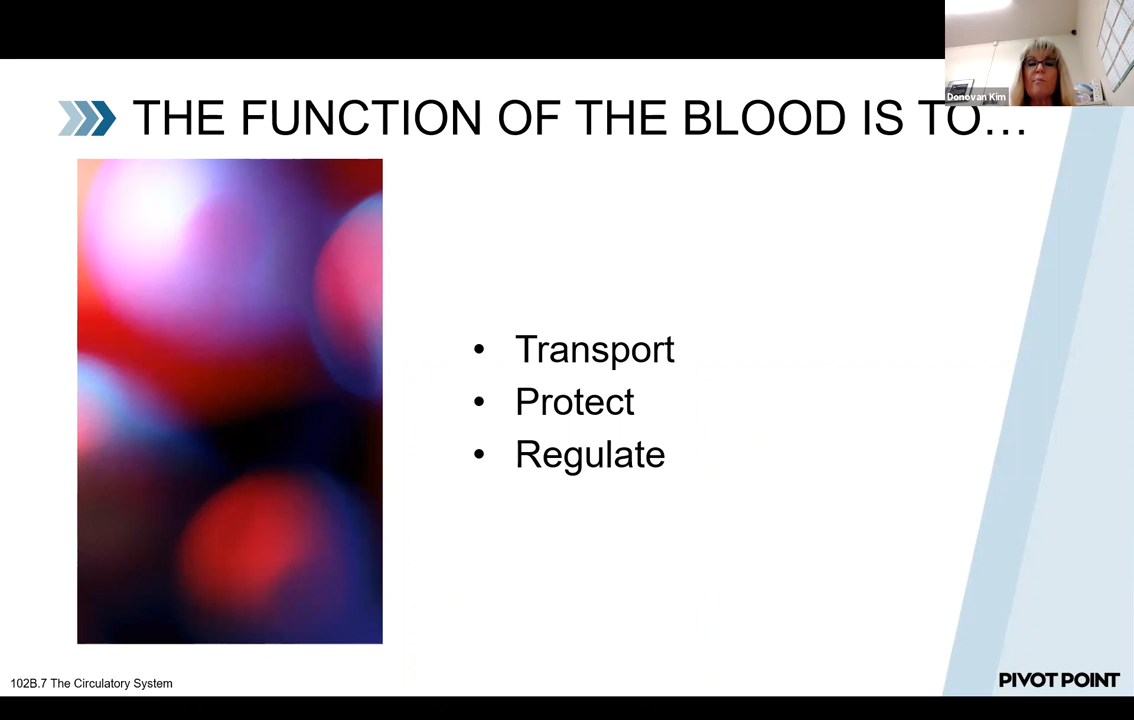 Donovan Kim
THE FUNCTION OF THE BLOOD IS TO…
• Transport
• Protect
• Regulate
102B.7 The Circulatory System
PIVOT POINT